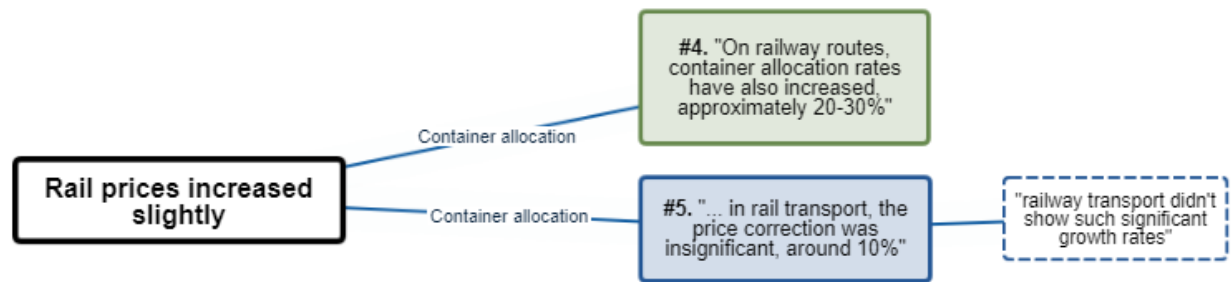 Rail prices increased
slightly
Container allocation
#4. "On railway routes,
container allocation rates
have also increased,
approximately 20-30%"
Container allocation
#5. "... in rail transport, the
price correction was
insignificant, around 10%"
"railway transport didn't
show such significant
growth rates"